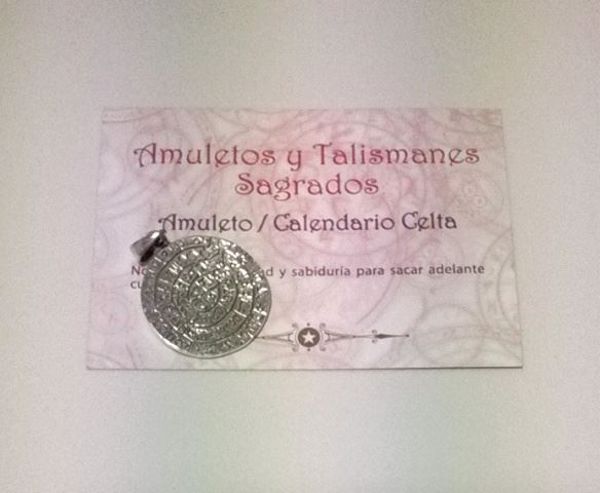 Amuletos y Talismanes
Sagrados
Amuleto / Calendario Celta
y sabiduría para sacar adelante